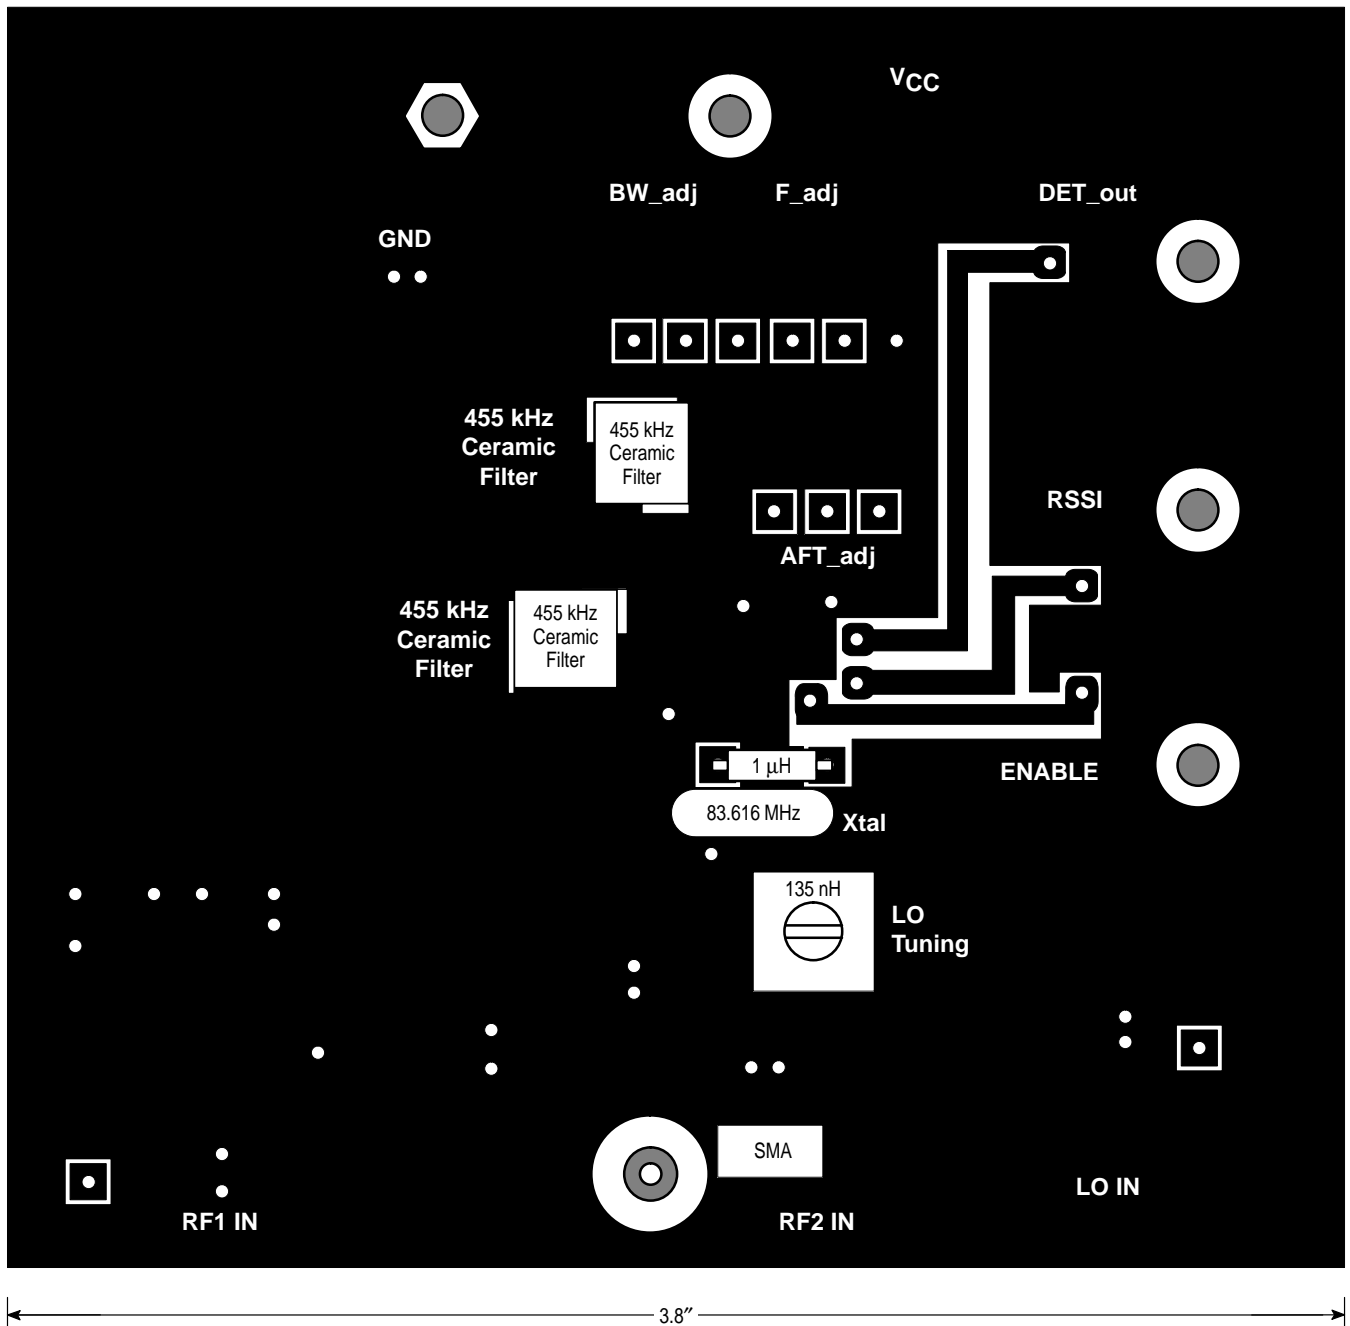 VCC
BW_adj
F_adj
DET_out
GND
455 kHz
Ceramic
Filter
455 kHz
Ceramic
Filter
RSSI
AFT_adj
455 kHz
Ceramic
Filter
455 kHz
Ceramic
Filter
1 μH
ENABLE
83.616 MHz
Xtal
135 nH
LO
Tuning
SMA
LO IN
RF1 IN
RF2 IN
3.8″